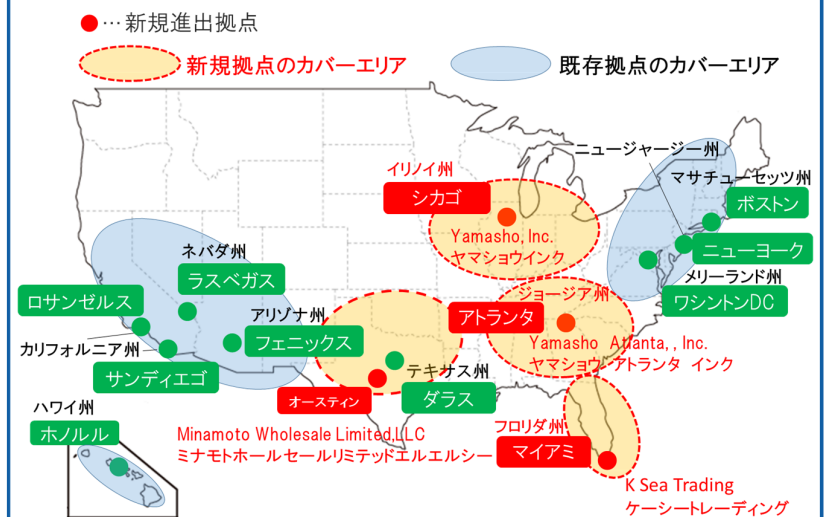 ●…新規進出拠点
新規拠点のカバーエリア
既存拠点のカバーエリア
ニュージャージー州
イリノイ州
シカゴ
マサチューセッツ州
ボストン
Yamasho,Inc.
ヤマショウインク
ニューヨーク
ネバダ州
ラスベガス
メリーランド州
ワシントンDC
ロサンゼルス
アリゾナ州
フェニックス
ジョージア州
アトランタ
カリフォルニア州
サンディエゴ
Yamasho Atlanta, , Inc.
ヤマショウ アトランタ インク
テキサス州
ダラス
オースティン
ハワイ州
ホノルル
Minamoto Wholesale Limited,LLC
ミナモトホールセールリミテッドエルエルシー
フロリダ州
マイアミ
K Sea Trading
ケーシートレーディング